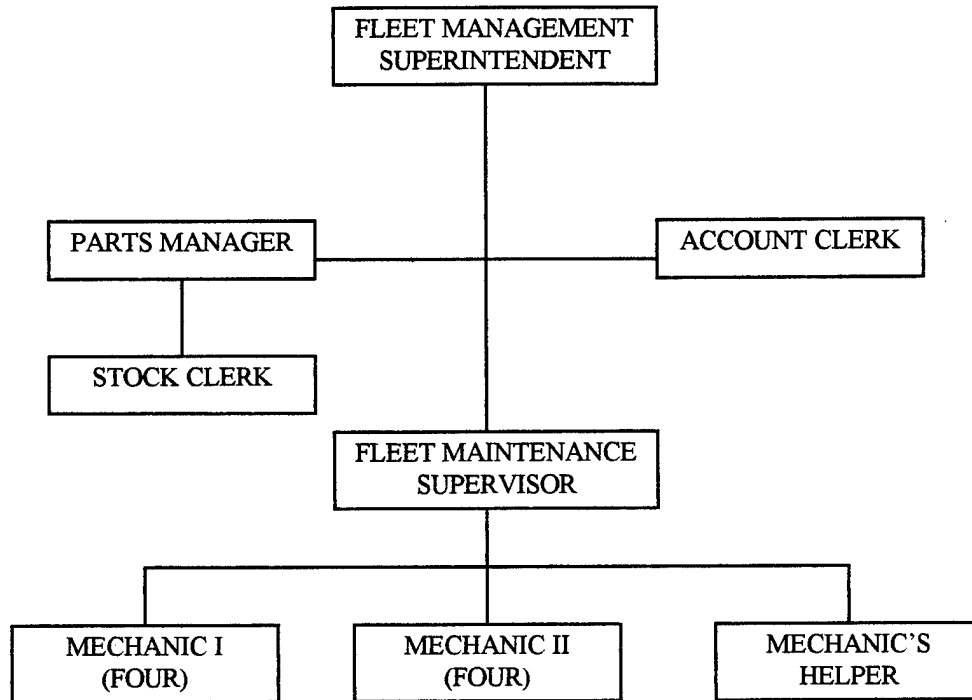 FLEET MANAGEMENT
SUPERINTENDENT
PARTS MANAGER
ACCOUNT CLERK
STOCK CLERK
FLEET MAINTENANCE
SUPERVISOR
MECHANIC I
(FOUR)
MECHANIC II
(FOUR)
MECHANIC'S
HELPER